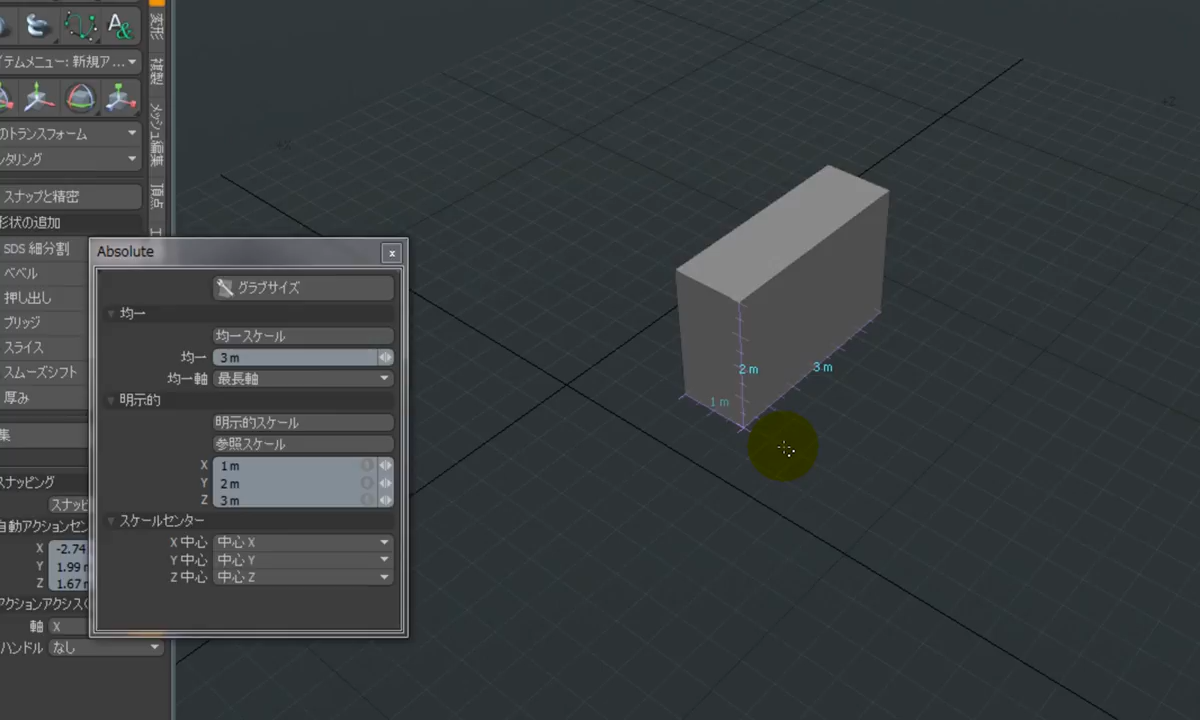 変形
複製
メッシュ編集
頂点
テムメニュー: 新規ア...
のトランスフォーム
ンタリング
スナップと精密
形状の追加
SDS 細分割
ベベル
押し出し
ブリッジ
スライス
スムーズシフト
厚み
集
スナッピング
スナッピ
自動アクションセン
X -2.74
Y 1.99 m
Z 1.67 m
アクションアクシス(
軸 X
ハンドル なし
Absolute
x
グラブサイズ
均一
均一スケール
均一 3 m
均一軸 最長軸
明示的
明示的スケール
参照スケール
X 1 m
Y 2 m
Z 3 m
スケールセンター
X 中心 中心 X
Y 中心 中心 Y
Z 中心 中心 Z
2 m
3 m
1 m